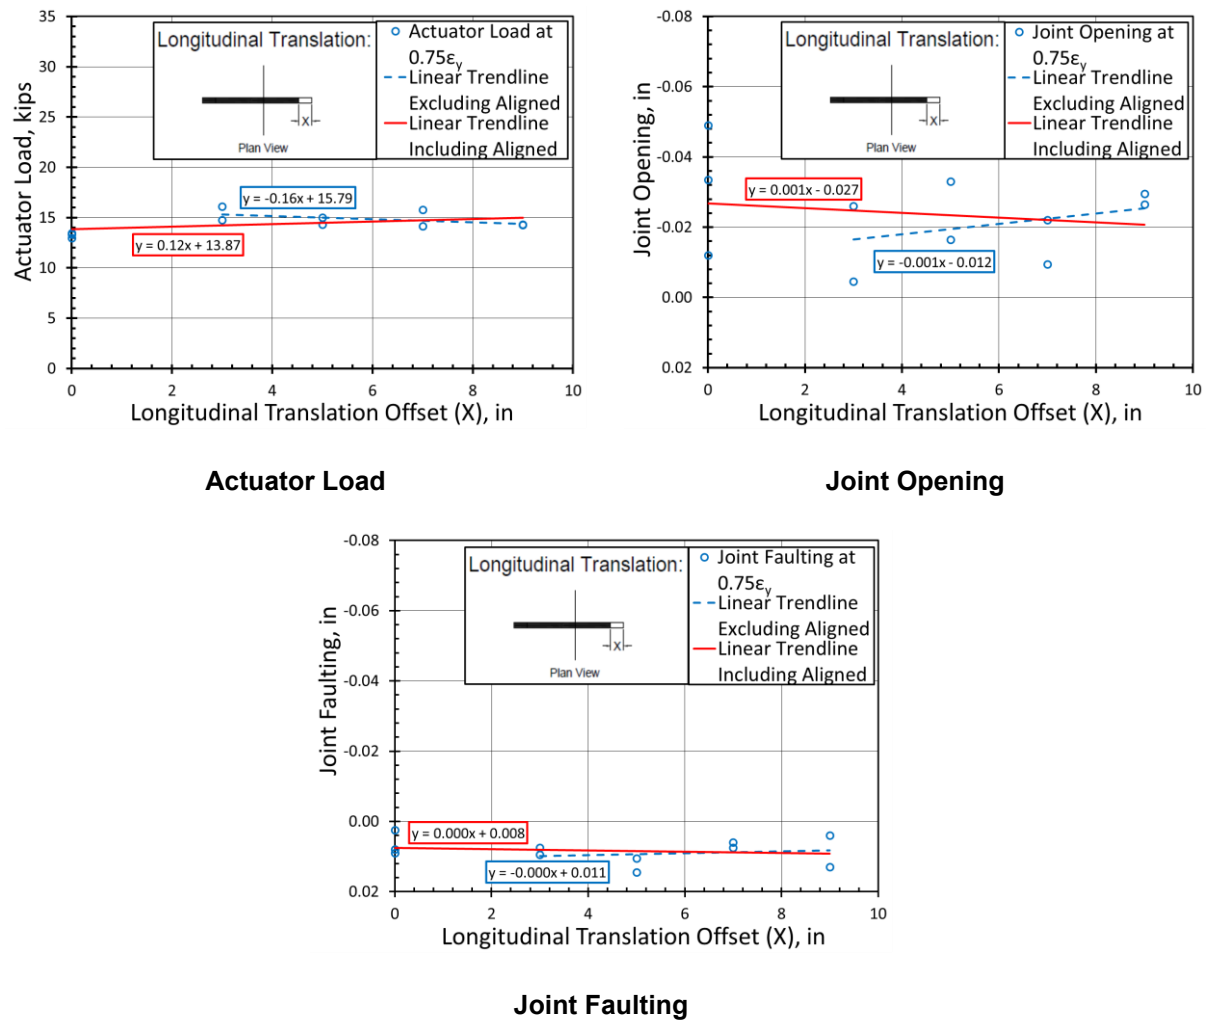 35
30
25
20
15
10
5
0
Actuator Load, kips
Longitudinal Translation:
X
Plan View
Actuator Load at
0.75εy
Linear Trendline
Excluding Aligned
Linear Trendline
Including Aligned
y = -0.16x + 15.79
y = 0.12x + 13.87
0 2 4 6 8 10
Longitudinal Translation Offset (X), in
Actuator Load
-0.08
-0.06
-0.04
-0.02
0.00
0.02
Joint Opening, in
Longitudinal Translation:
X
Plan View
Joint Opening at
0.75εy
Linear Trendline
Excluding Aligned
Linear Trendline
Including Aligned
y = 0.001x - 0.027
y = -0.001x - 0.012
0 2 4 6 8 10
Longitudinal Translation Offset (X), in
Joint Opening
-0.08
-0.06
-0.04
-0.02
0.00
0.02
Joint Faulting, in
Longitudinal Translation:
X
Plan View
Joint Faulting at
0.75εy
Linear Trendline
Excluding Aligned
Linear Trendline
Including Aligned
y = 0.000x + 0.008
y = -0.000x + 0.011
0 2 4 6 8 10
Longitudinal Translation Offset (X), in
Joint Faulting